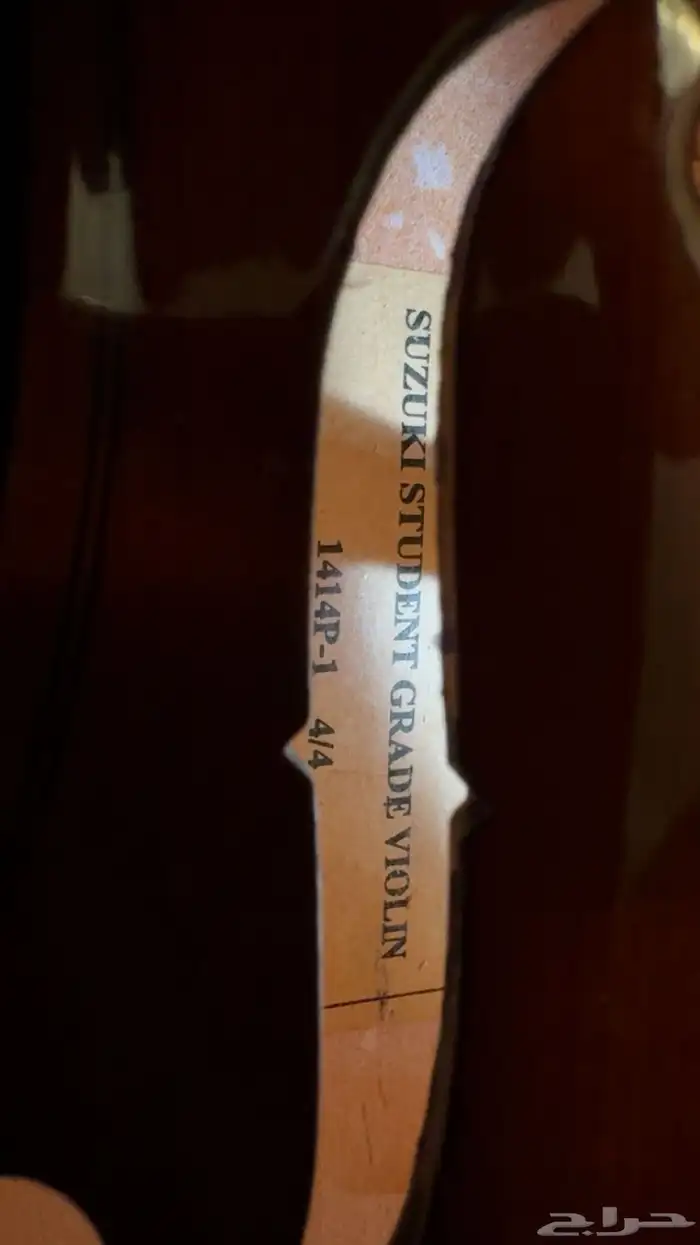 SUZUKI STUDENT GRADE VIOLIN
1414P-1 4/4
حراج